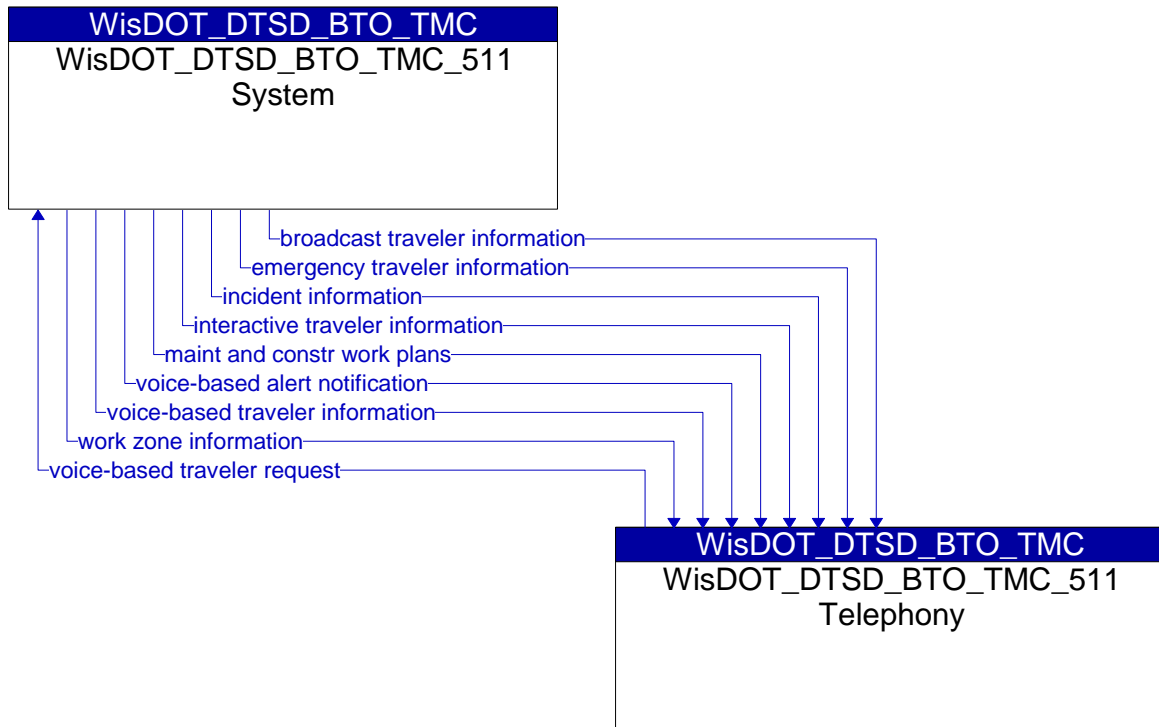 WisDOT_DTSD_BTO_TMC
WisDOT_DTSD_BTO_TMC_511
System
broadcast traveler information
emergency traveler information
incident information
interactive traveler information
maint and constr work plans
voice-based alert notification
voice-based traveler information
work zone information
voice-based traveler request
WisDOT_DTSD_BTO_TMC
WisDOT_DTSD_BTO_TMC_511
Telephony